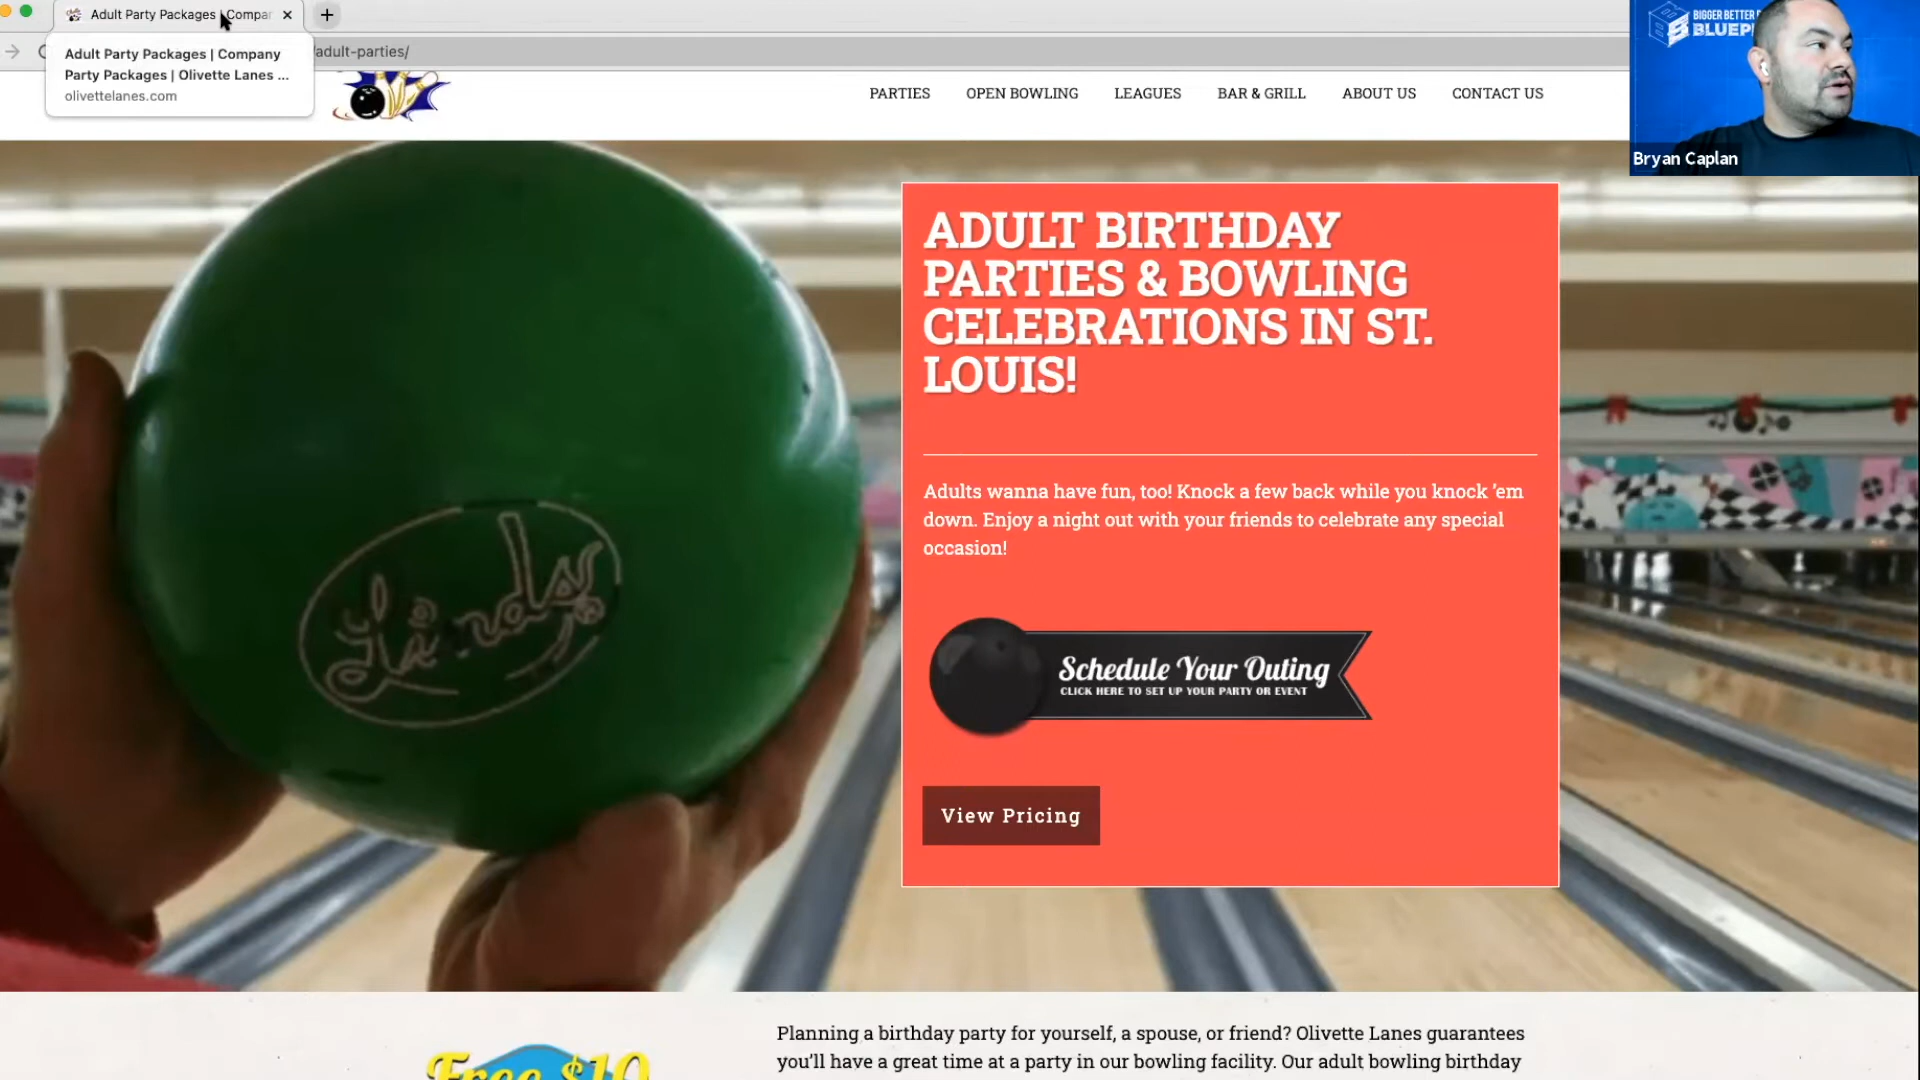 Adult Party Packages | Compar
Adult Party Packages | Company
Party Packages | Olivette Lanes ...
olivettelanes.com
/adult-parties/
PARTIES OPEN BOWLING LEAGUES BAR & GRILL ABOUT US CONTACT US
BIGGER BETTER
Bryan Caplan
ADULT BIRTHDAY
PARTIES & BOWLING
CELEBRATIONS IN ST.
LOUIS!
Adults wanna have fun, too! Knock a few back while you knock ’em
down. Enjoy a night out with your friends to celebrate any special
occasion!
Linds
Schedule Your Outing
CLICK HERE TO SET UP YOUR PARTY OR EVENT
View Pricing
Free $10
Planning a birthday party for yourself, a spouse, or friend? Olivette Lanes guarantees
you’ll have a great time at a party in our bowling facility. Our adult bowling birthday